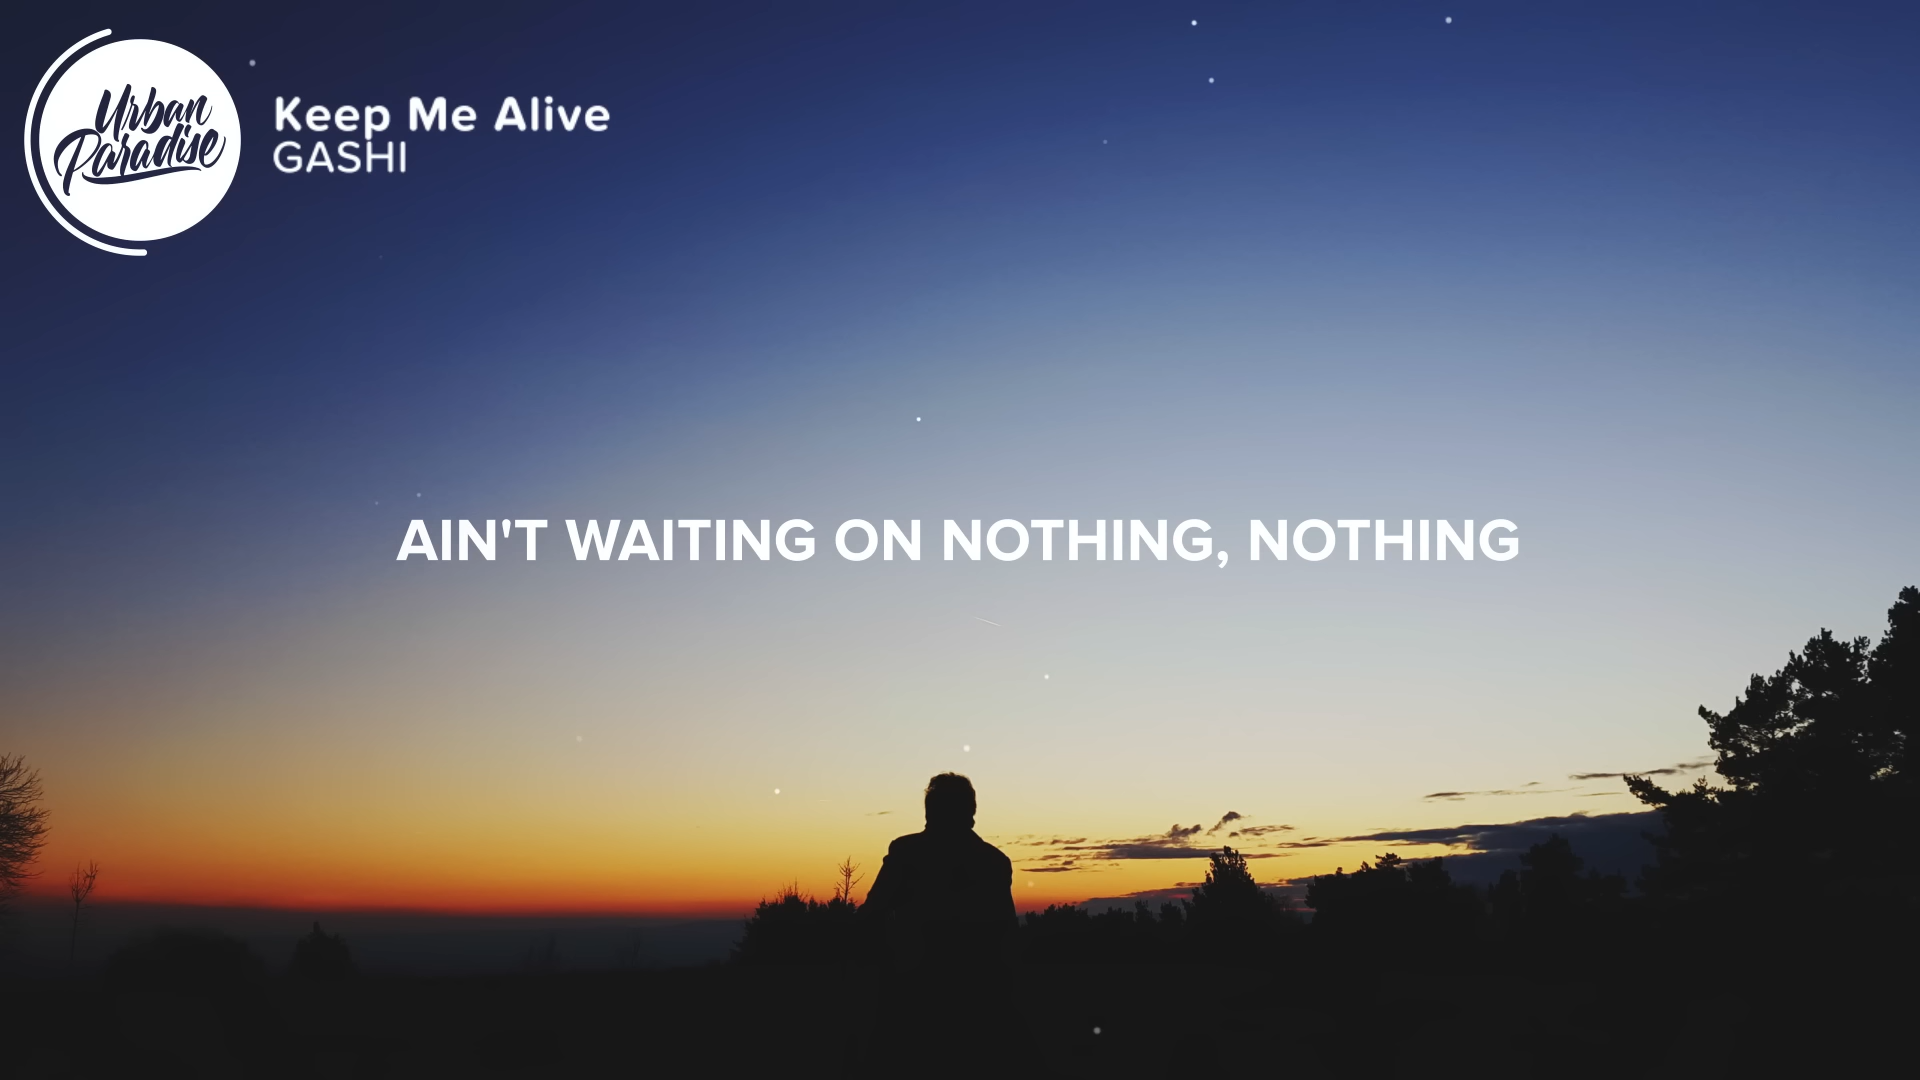 Urban
Paradise
Keep Me Alive
GASHI
AIN'T WAITING ON NOTHING, NOTHING